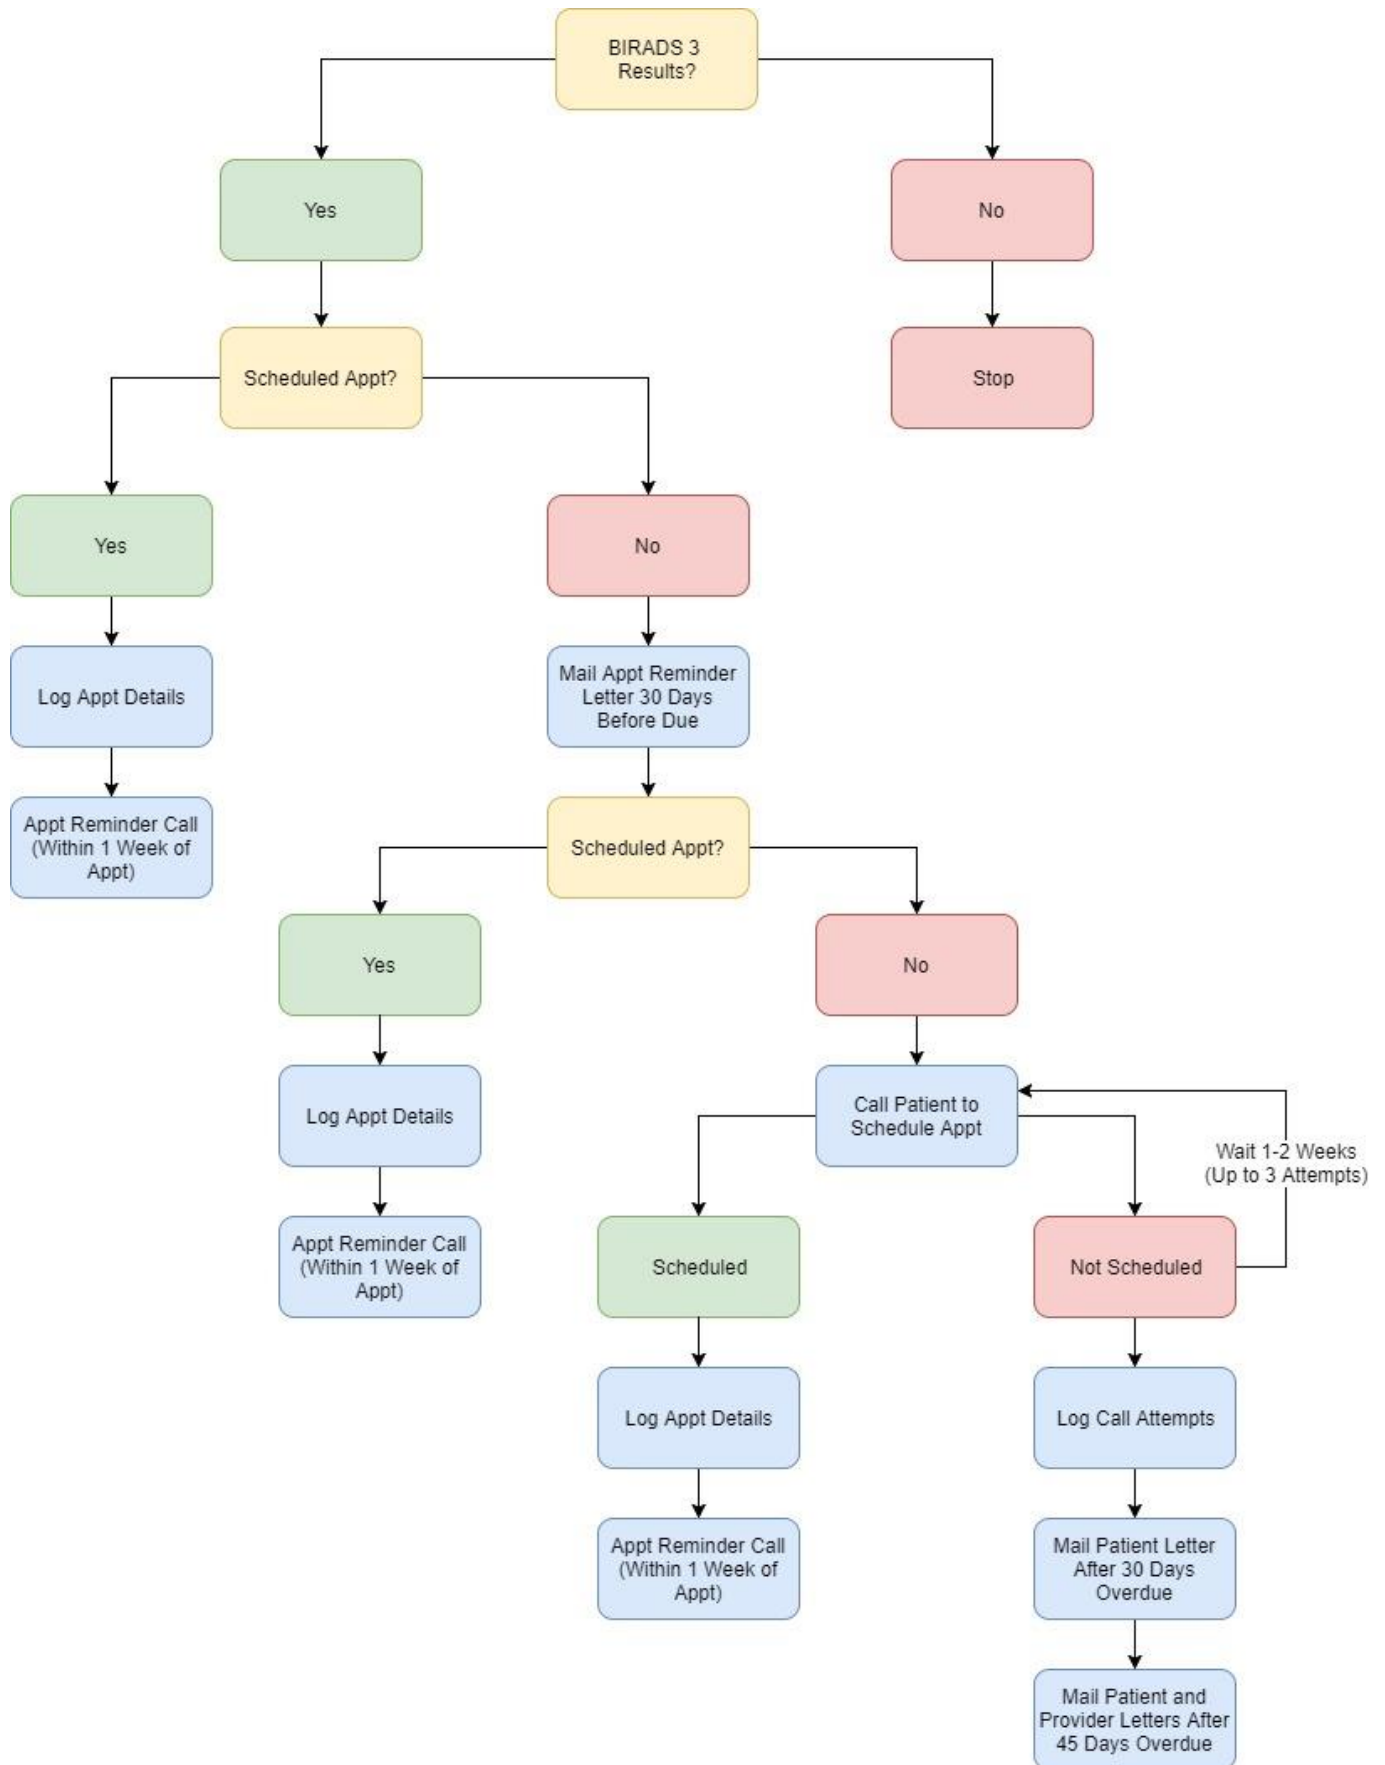 BIRADS 3
Results?
Yes
No
Scheduled Appt?
Stop
Yes
No
Log Appt Details
Mail Appt Reminder
Letter 30 Days
Before Due
Appt Reminder Call
(Within 1 Week of
Appt)
Scheduled Appt?
Yes
No
Log Appt Details
Call Patient to
Schedule Appt
Wait 1-2 Weeks
(Up to 3 Attempts)
Appt Reminder Call
(Within 1 Week of
Appt)
Scheduled
Not Scheduled
Log Appt Details
Log Call Attempts
Appt Reminder Call
(Within 1 Week of
Appt)
Mail Patient Letter
After 30 Days
Overdue
Mail Patient and
Provider Letters After
45 Days Overdue